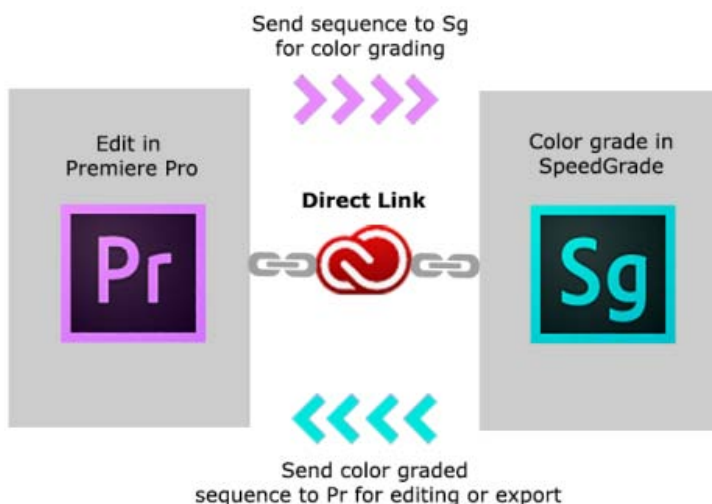 Send sequence to Sg
for color grading
Edit in
Premiere Pro
Color grade in
SpeedGrade
Direct Link
Pr
Sg
Send color graded
sequence to Pr for editing or export